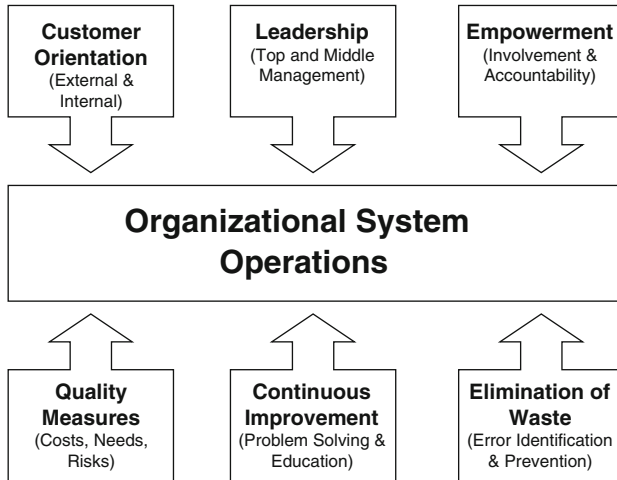 Customer
Orientation
(External &
Internal)
Leadership
(Top and Middle
Management)
Empowerment
(Involvement &
Accountability)
Organizational System
Operations
Quality
Measures
(Costs, Needs,
Risks)
Continuous
Improvement
(Problem Solving &
Education)
Elimination of
Waste
(Error Identification
& Prevention)